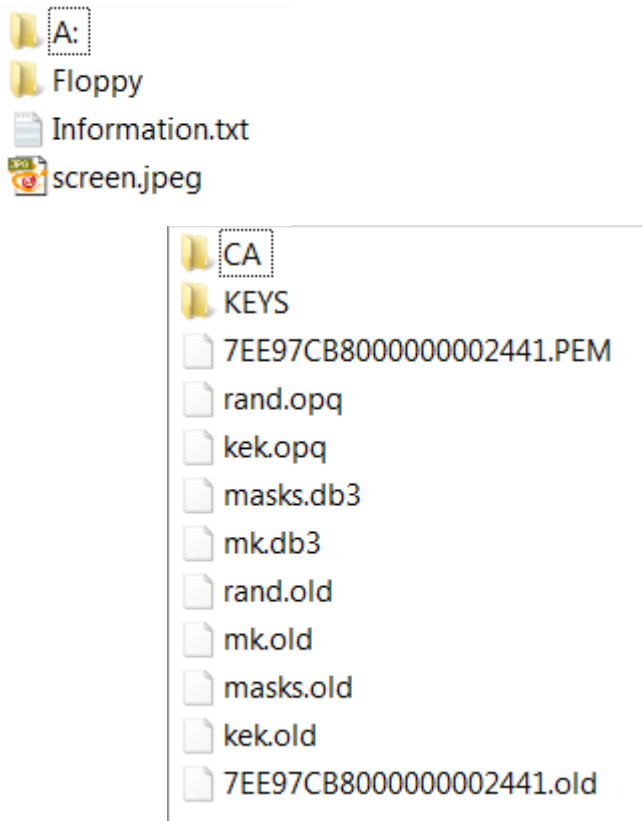 A:
Floppy
Information.txt
screen.jpeg
CA
KEYS
7EE97CB8000000002441.PEM
rand.opq
kek.opq
masks.db3
mk.db3
rand.old
mk.old
masks.old
kek.old
7EE97CB8000000002441.old